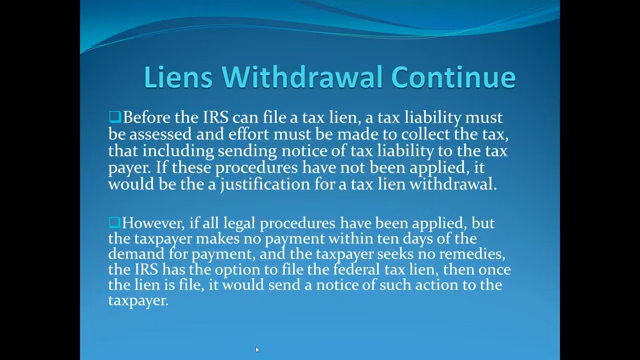 Liens Withdrawal Continue
Before the IRS can file a tax lien, a tax liability must
be assessed and effort must be made to collect the tax,
that including sending notice of tax liability to the tax
payer. If these procedures have not been applied, it
would be the a justification for a tax lien withdrawal.
However, if all legal procedures have been applied, but
the taxpayer makes no payment within ten days of the
demand for payment, and the taxpayer seeks no remedies,
the IRS has the option to file the federal tax lien, then once
the lien is file, it would send a notice of such action to the
taxpayer.